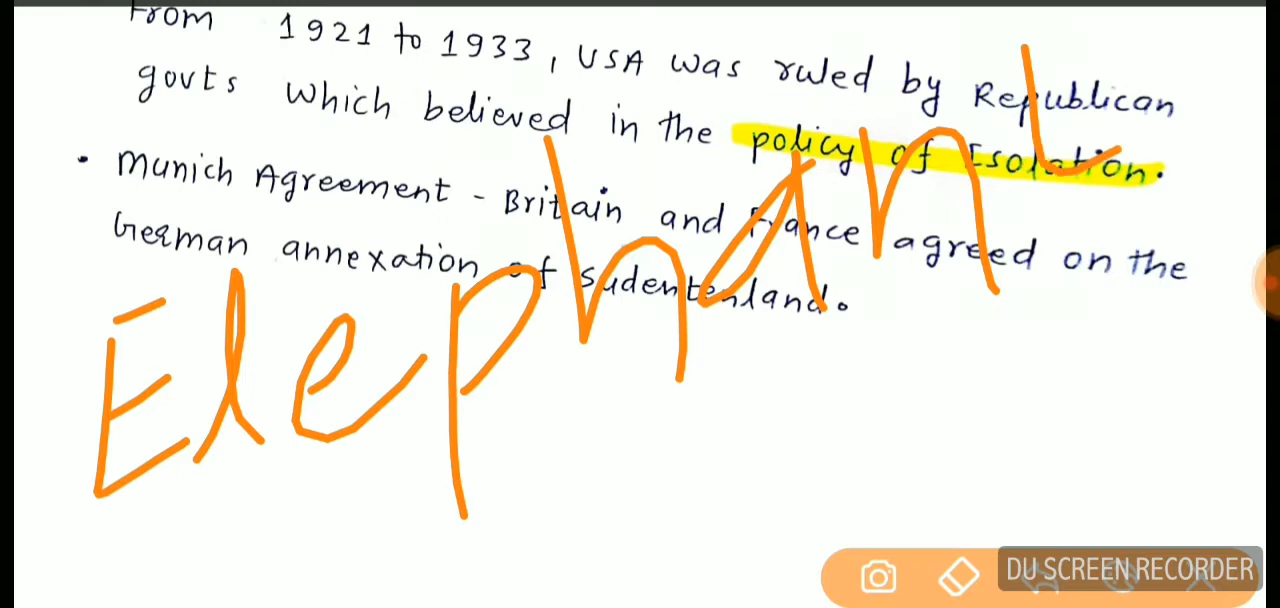 From 1921 to 1933, USA was ruled by Republican
govts which believed in the policy of Isolation.
• Munich Agreement - Britain and France agreed on the
German annexation of Sudentenland.
Elephant
DU SCREEN RECORDER